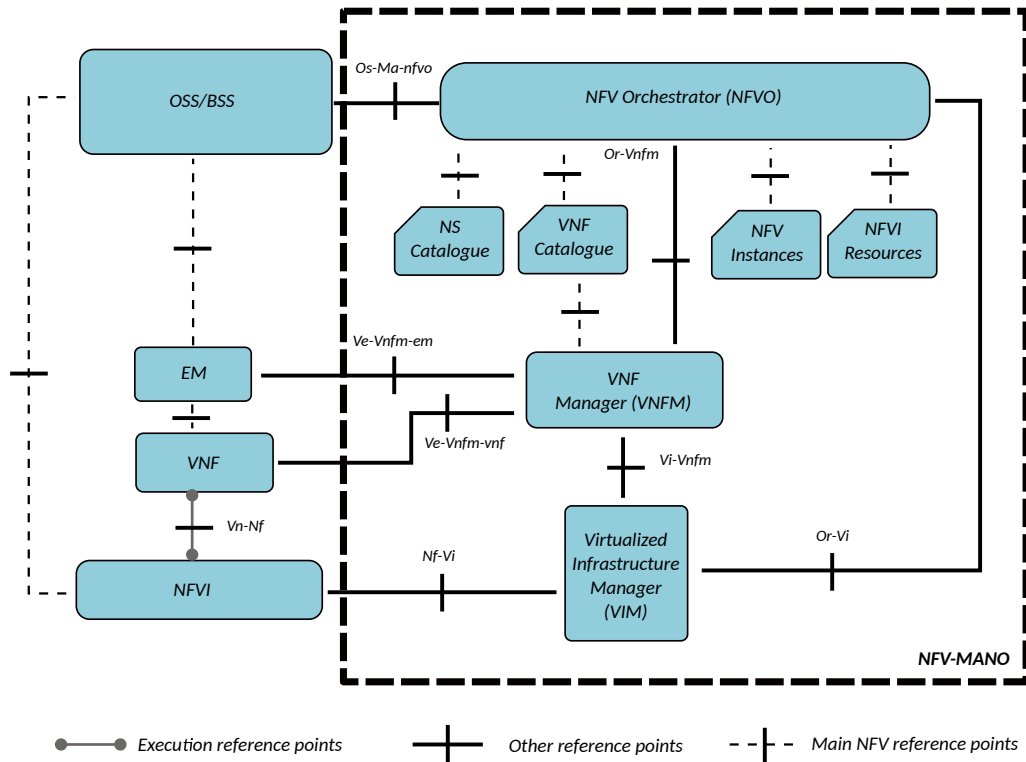 Os-Ma-nfvo
OSS/BSS
NFV Orchestrator (NFVO)
Or-Vnfm
NS
Catalogue
VNF
Catalogue
NFV
Instances
NFVI
Resources
Ve-Vnfm-em
EM
VNF
Manager (VNFM)
Ve-Vnfm-vnf
VNF
Vi-Vnfm
Vn-Nf
Virtualized
Infrastructure
Manager
(VIM)
Or-Vi
Nf-Vi
NFVI
NFV-MANO
Execution reference points
Other reference points
Main NFV reference points